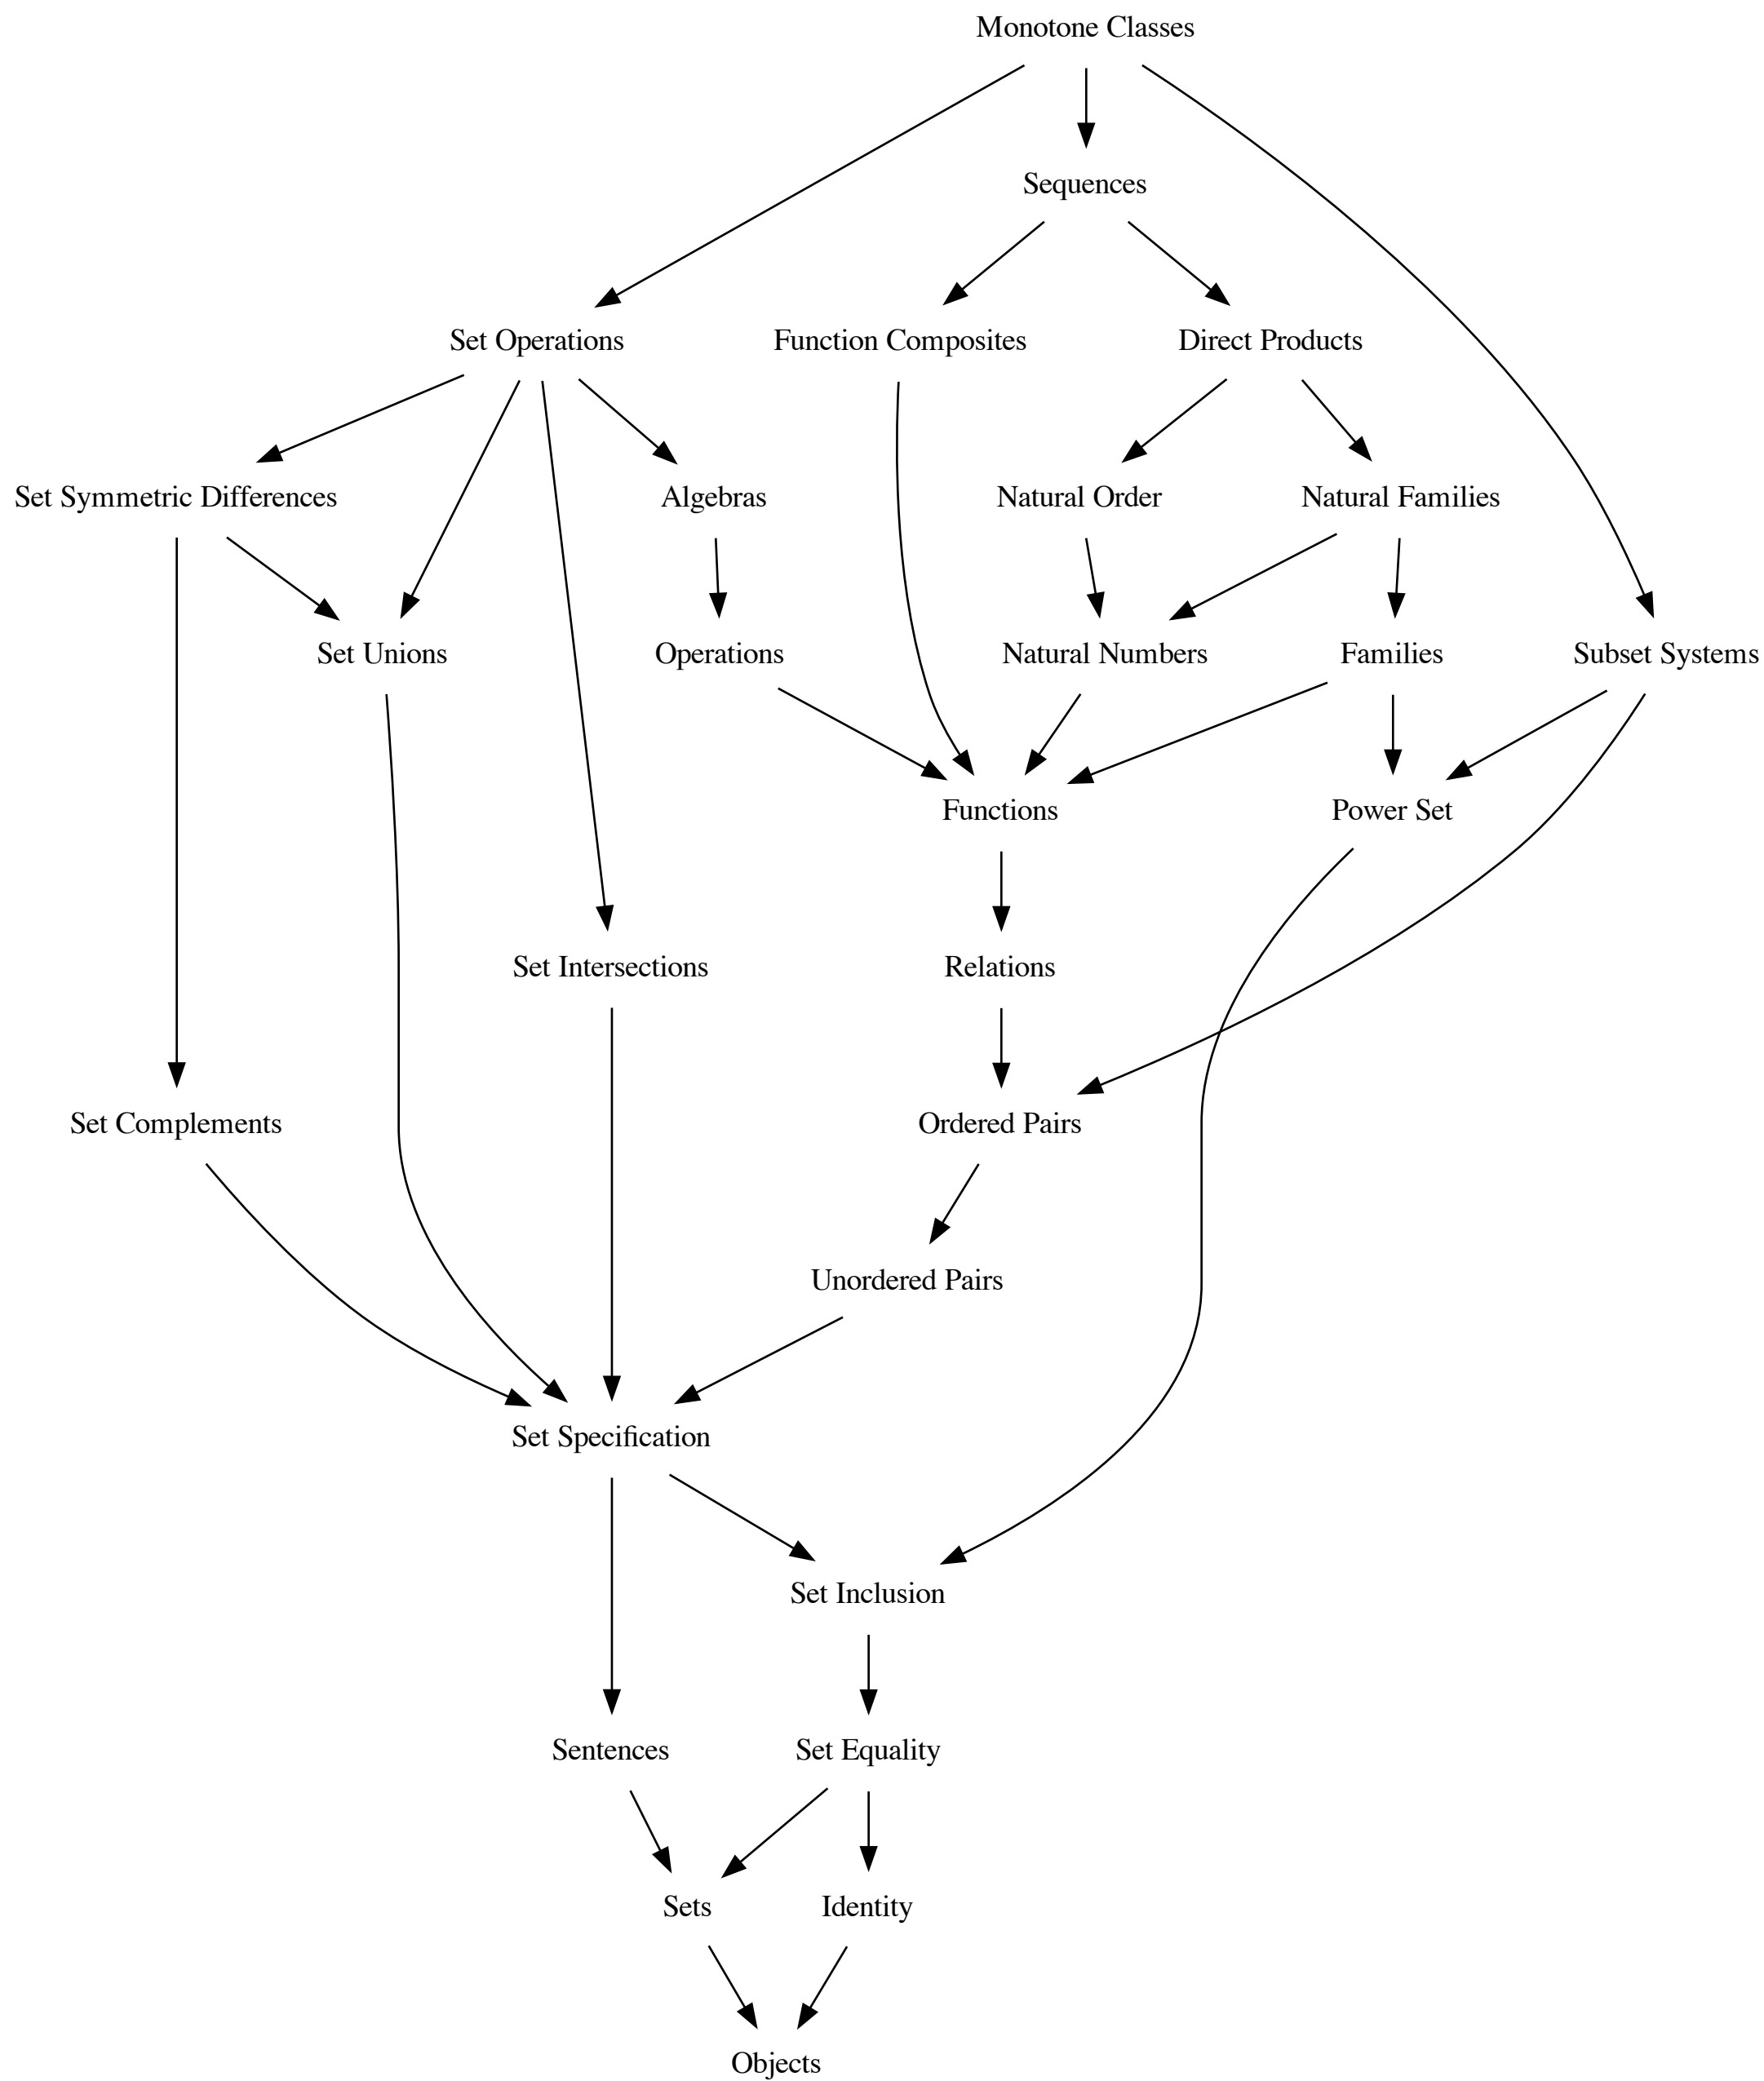 Monotone Classes
Sequences
Set Operations
Function Composites
Direct Products
Set Symmetric Differences
Algebras
Natural Order
Natural Families
Set Unions
Operations
Natural Numbers
Families
Subset Systems
Functions
Power Set
Set Intersections
Relations
Set Complements
Ordered Pairs
Unordered Pairs
Set Specification
Set Inclusion
Sentences
Set Equality
Sets
Identity
Objects